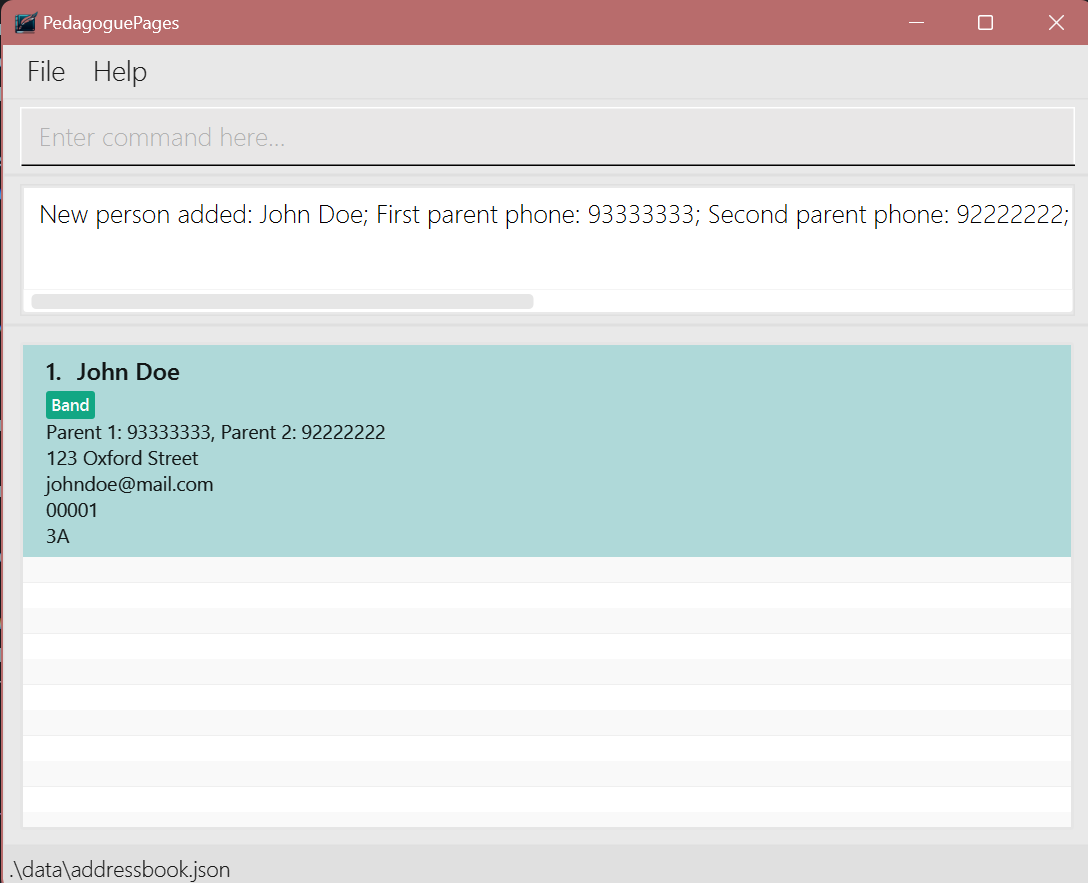 PedagoguePages
File Help
Enter command here...
New person added: John Doe; First parent phone: 93333333; Second parent phone: 92222222;
1. John Doe
Band
Parent 1: 93333333, Parent 2: 92222222
123 Oxford Street
johndoe@mail.com
00001
3A
.\data\addressbook.json